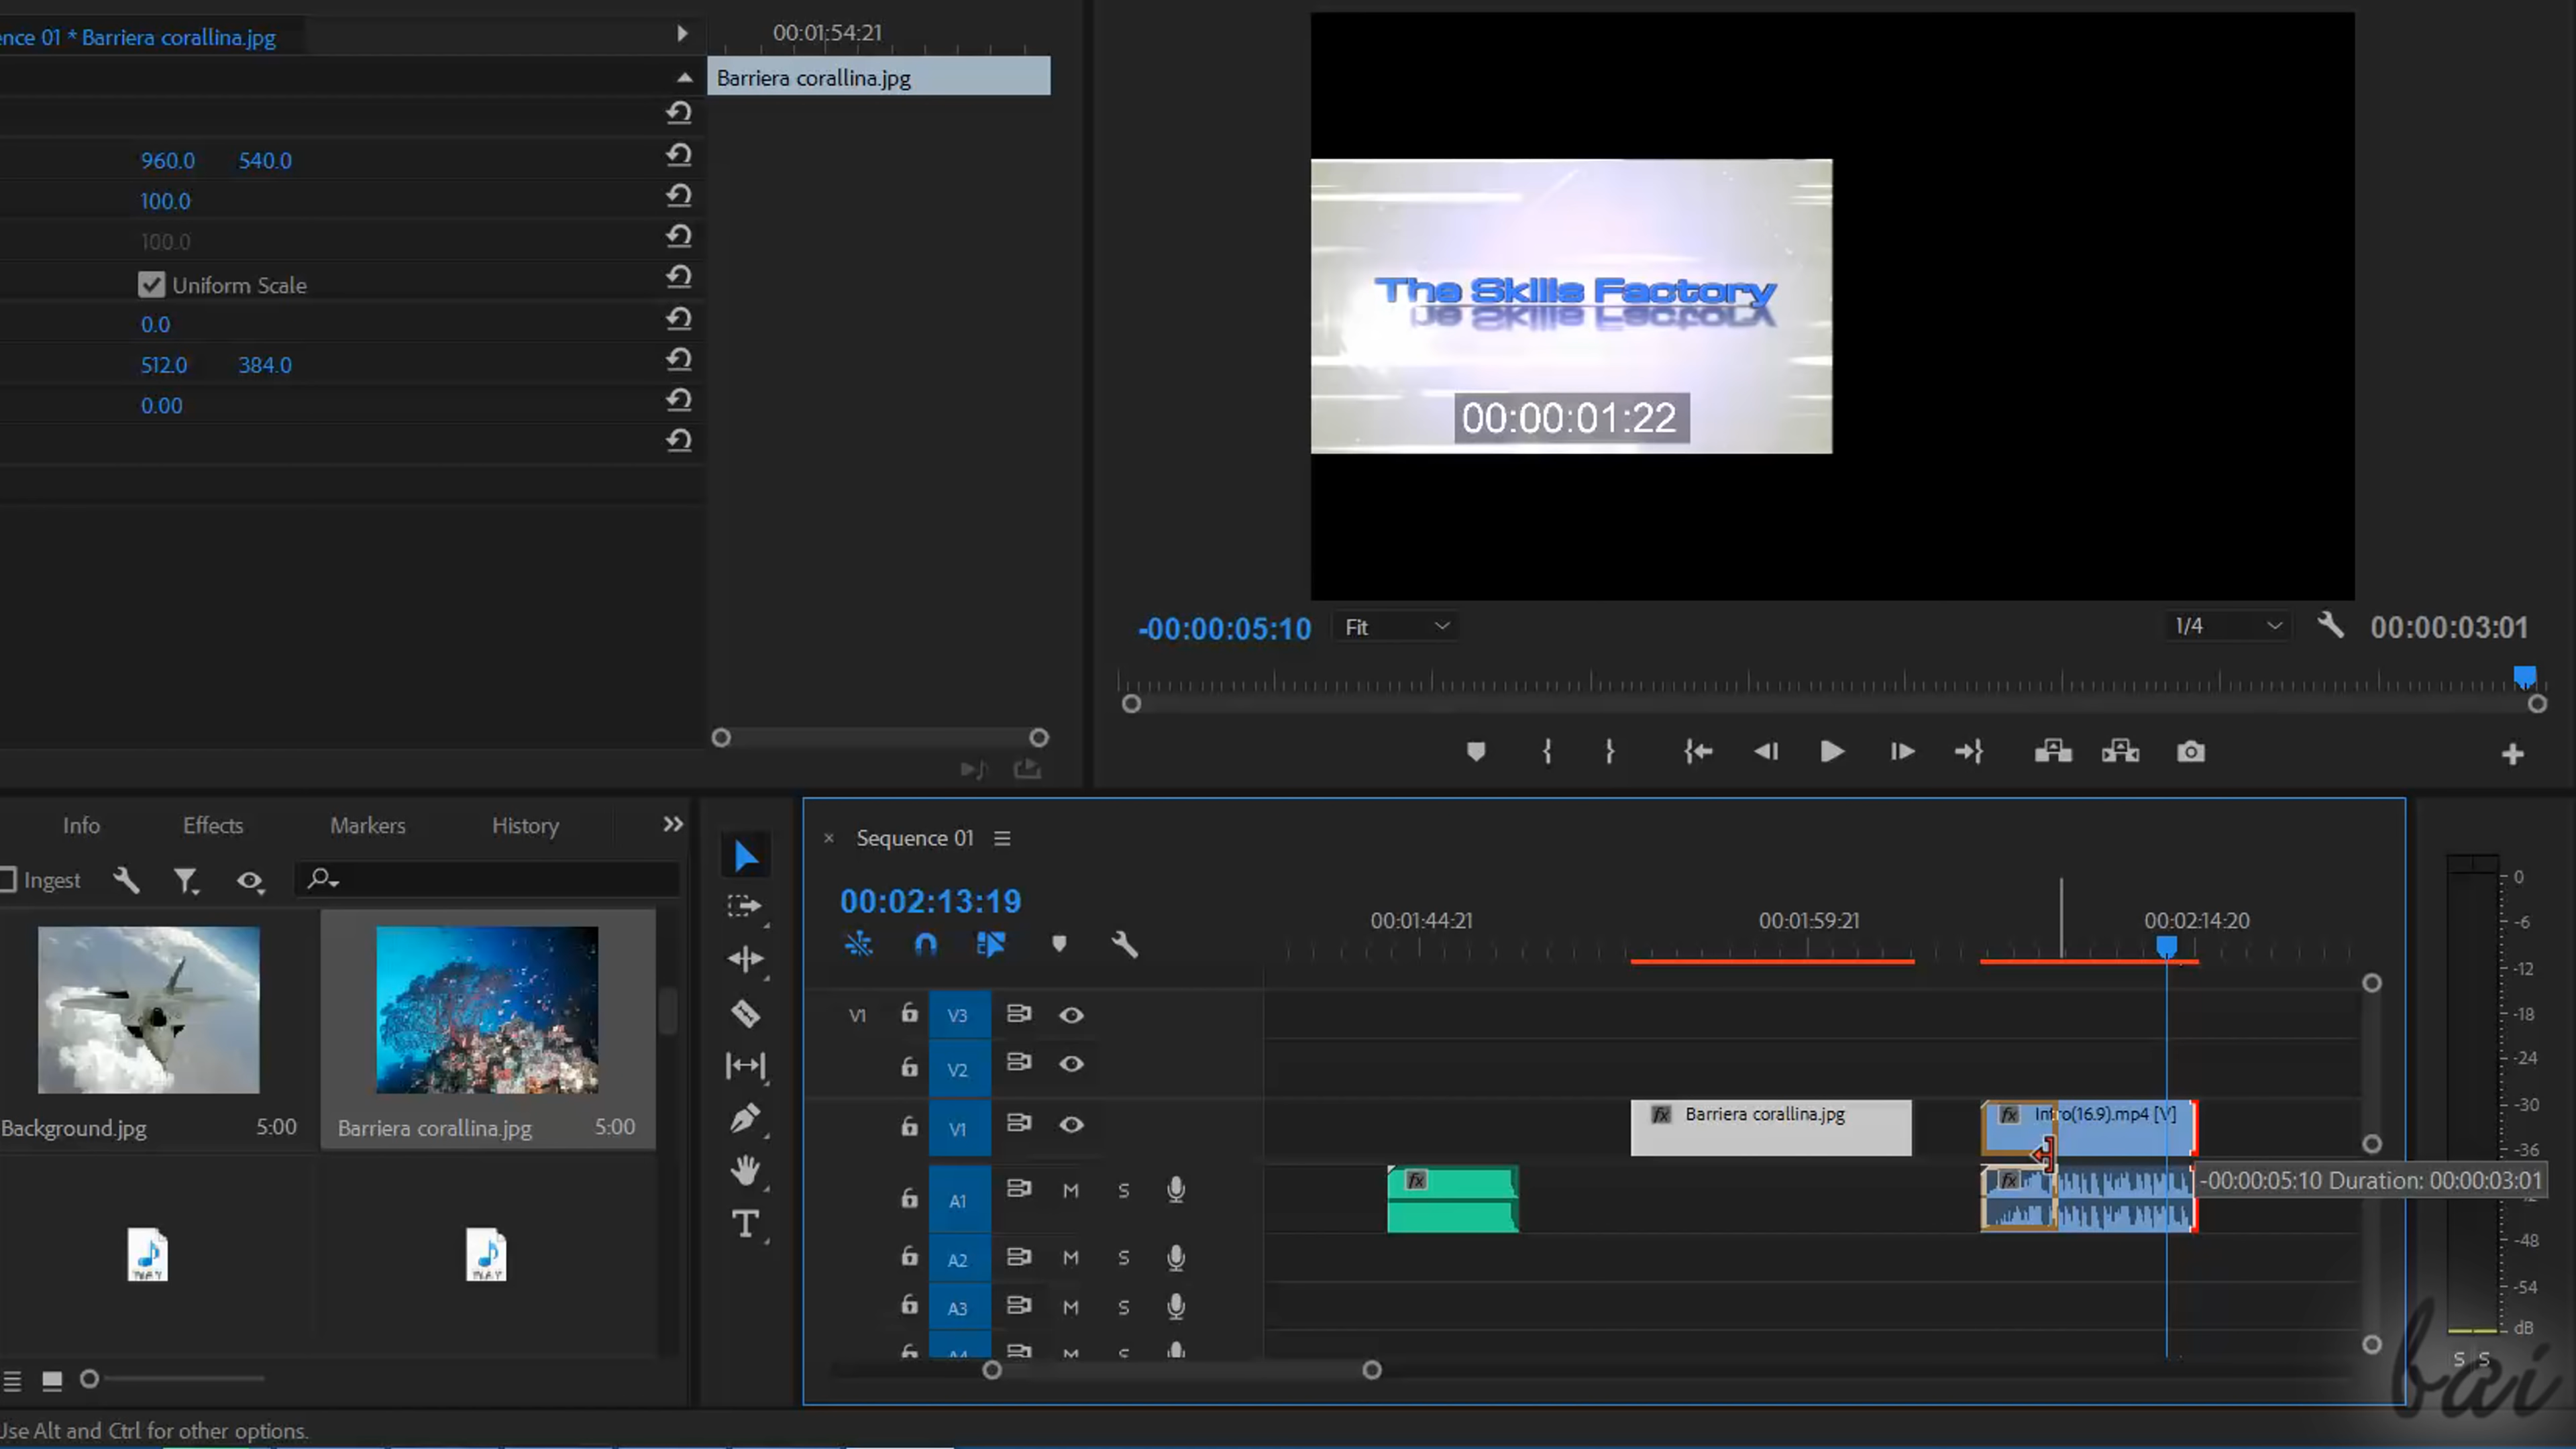 ence 01 * Barriera corallina.jpg
00:01:54:21
Barriera corallina.jpg
960.0 540.0
100.0
100.0
Uniform Scale
0.0
512.0 384.0
0.00
The Skills Factory
00:00:01:22
-00:00:05:10
Fit
1/4
00:00:03:01
Info Effects Markers History
Ingest
Background.jpg 5:00
Barriera corallina.jpg 5:00
WAV WAV
Sequence 01
00:02:13:19
00:01:44:21 00:01:59:21 00:02:14:20
V1 V3
V2
V1
Barriera corallina.jpg
fx Intro(16.9).mp4 [V]
A1 M S
-00:00:05:10 Duration: 00:00:03:01
A2 M S
A3 M S
A4 M S
0
-6
-12
-18
-24
-30
-36
-48
-54
dB
S S
Use Alt and Ctrl for other options.
bai